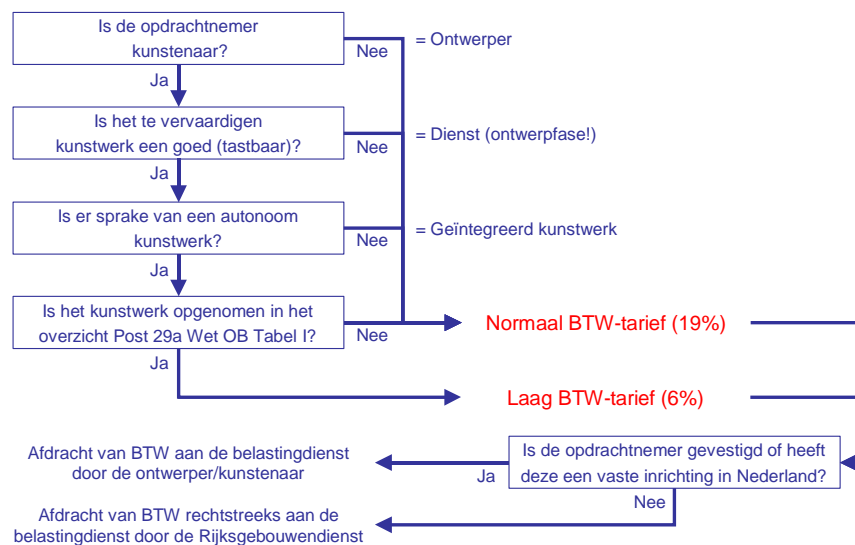 Is de opdrachtnemer
kunstenaar?
Nee
= Ontwerper
Ja
Is het te vervaardigen
kunstwerk een goed (tastbaar)?
Nee
= Dienst (ontwerpfase!)
Ja
Is er sprake van een autonoom
kunstwerk?
Nee
= Geïntegreerd kunstwerk
Ja
Is het kunstwerk opgenomen in het
overzicht Post 29a Wet OB Tabel I?
Nee
Normaal BTW-tarief (19%)
Ja
Laag BTW-tarief (6%)
Is de opdrachtnemer gevestigd of heeft
deze een vaste inrichting in Nederland?
Ja
Afdracht van BTW aan de belastingdienst
door de ontwerper/kunstenaar
Nee
Afdracht van BTW rechtstreeks aan de
belastingdienst door de Rijksgebouwendienst